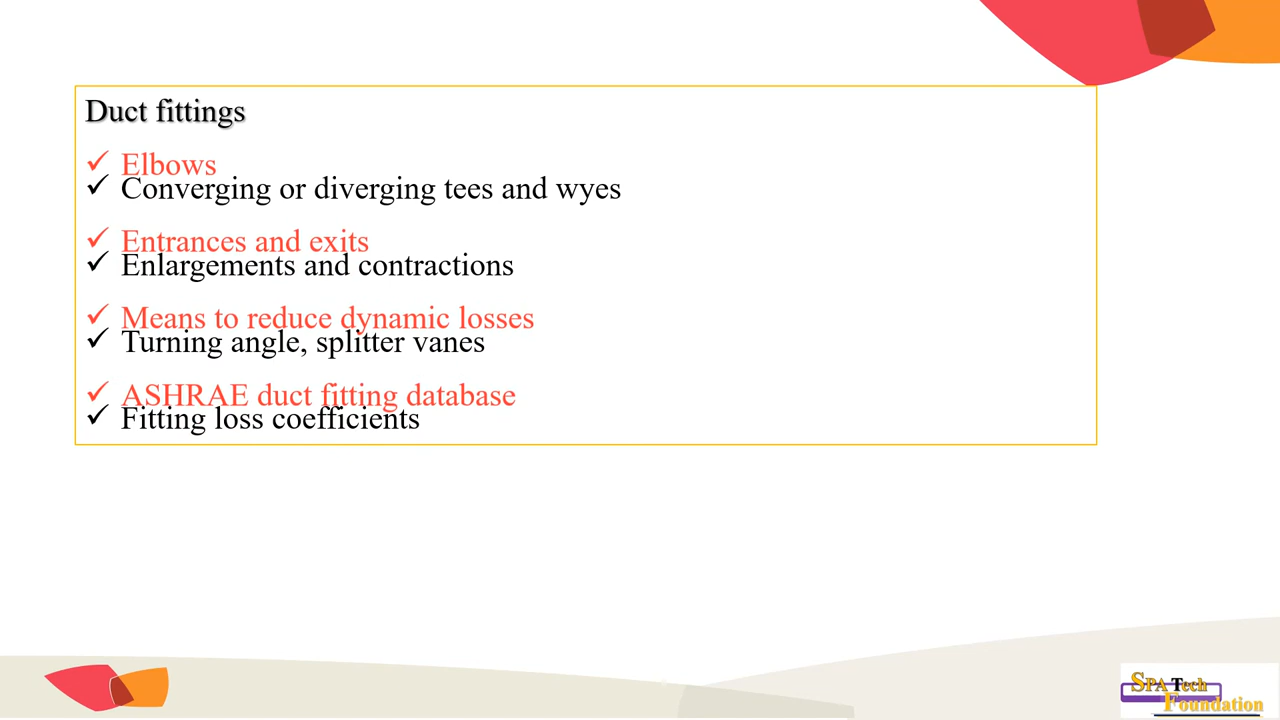 Duct fittings
✓ Elbows
✓ Converging or diverging tees and wyes
✓ Entrances and exits
✓ Enlargements and contractions
✓ Means to reduce dynamic losses
✓ Turning angle, splitter vanes
✓ ASHRAE duct fitting database
✓ Fitting loss coefficients
SPA Tech
Foundation